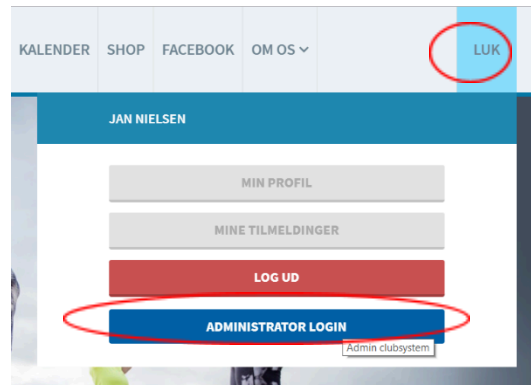 KALENDER SHOP FACEBOOK OM OS LUK
JAN NIELSEN
MIN PROFIL
MINE TILMELDINGER
LOG UD
ADMINISTRATOR LOGIN
Admin clubsystem